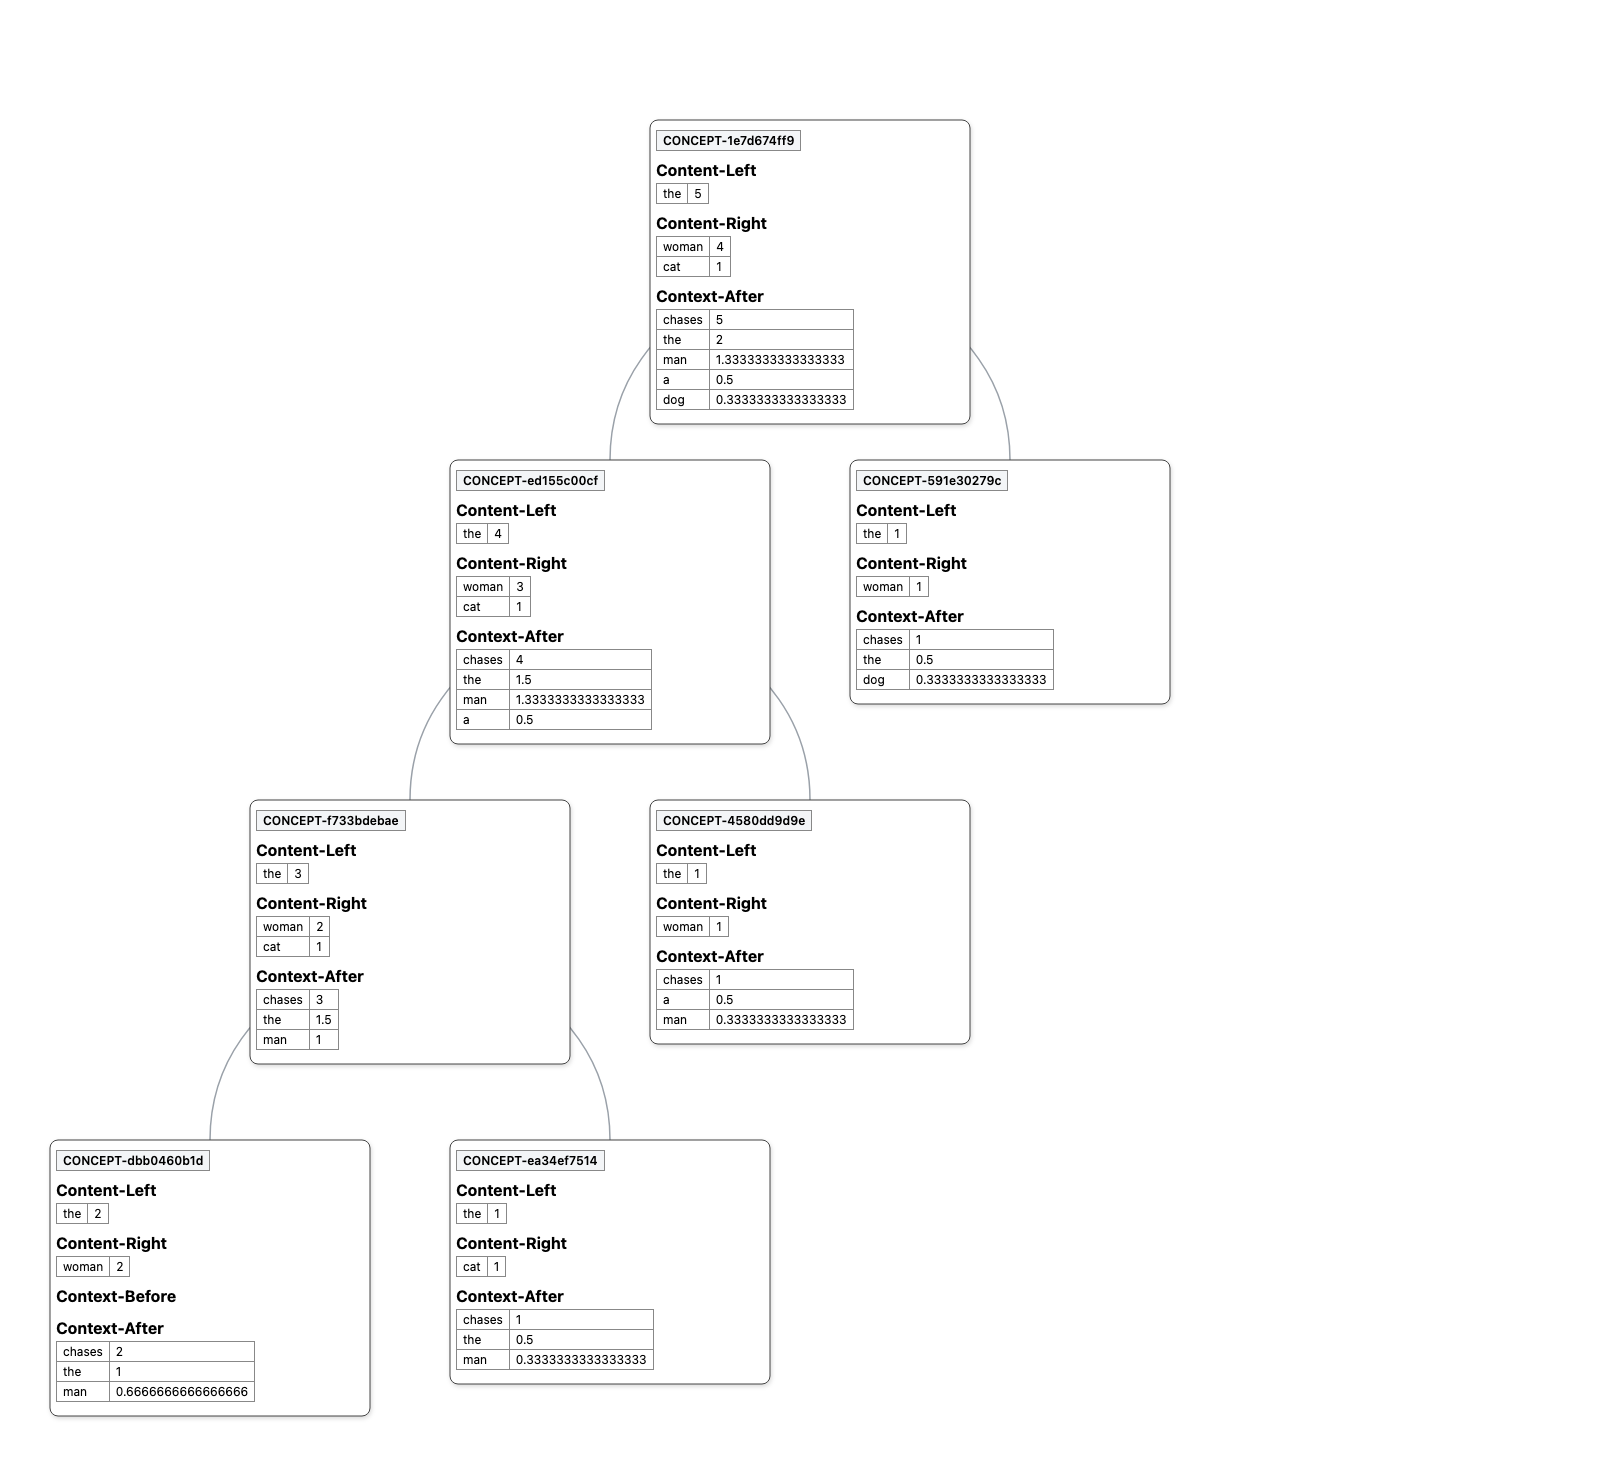 CONCEPT-1e7d674ff9
Content-Left
the 5
Content-Right
woman 4
cat 1
Context-After
chases 5
the 2
man 1.3333333333333333
a 0.5
dog 0.3333333333333333
CONCEPT-ed155c00cf
Content-Left
the 4
Content-Right
woman 3
cat 1
Context-After
chases 4
the 1.5
man 1.3333333333333333
a 0.5
CONCEPT-591e30279c
Content-Left
the 1
Content-Right
woman 1
Context-After
chases 1
the 0.5
dog 0.3333333333333333
CONCEPT-f733bdebae
Content-Left
the 3
Content-Right
woman 2
cat 1
Context-After
chases 3
the 1.5
man 1
CONCEPT-4580dd9d9e
Content-Left
the 1
Content-Right
woman 1
Context-After
chases 1
a 0.5
man 0.3333333333333333
CONCEPT-dbb0460b1d
Content-Left
the 2
Content-Right
woman 2
Context-Before
Context-After
chases 2
the 1
man 0.6666666666666666
CONCEPT-ea34ef7514
Content-Left
the 1
Content-Right
cat 1
Context-After
chases 1
the 0.5
man 0.3333333333333333